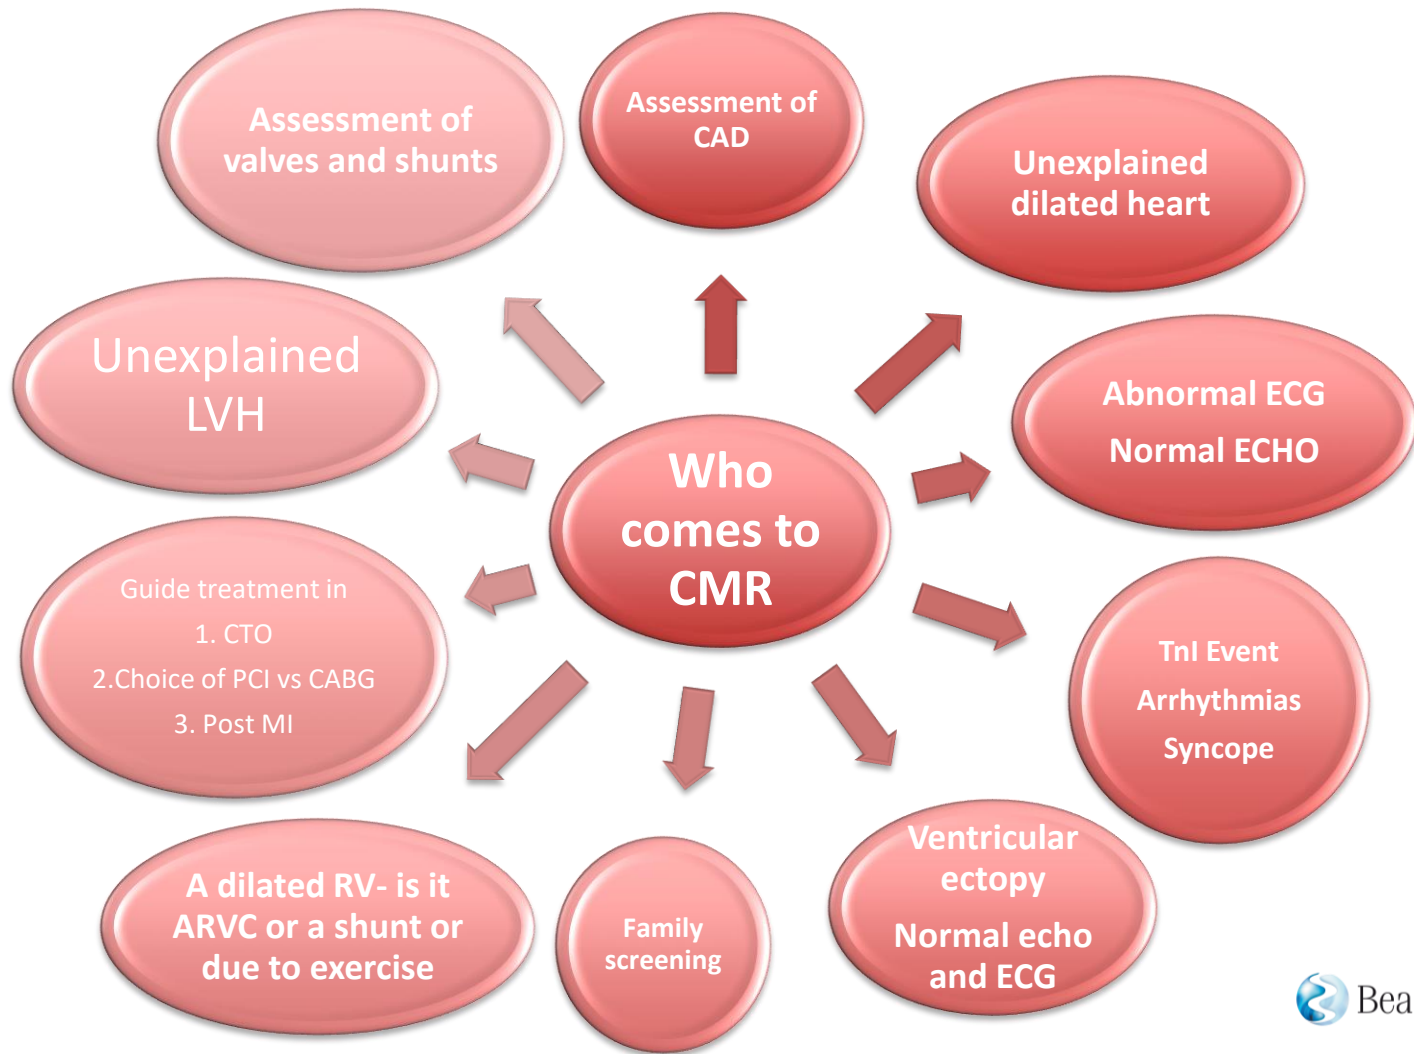 Assessment of
valves and shunts
Assessment of
CAD
Unexplained
dilated heart
Unexplained
LVH
Abnormal ECG
Normal ECHO
Who
comes to
CMR
Guide treatment in
1. CTO
2.Choice of PCI vs CABG
3. Post MI
TnI Event
Arrhythmias
Syncope
A dilated RV- is it
ARVC or a shunt or
due to exercise
Family
screening
Ventricular
ectopy
Normal echo
and ECG
Bea